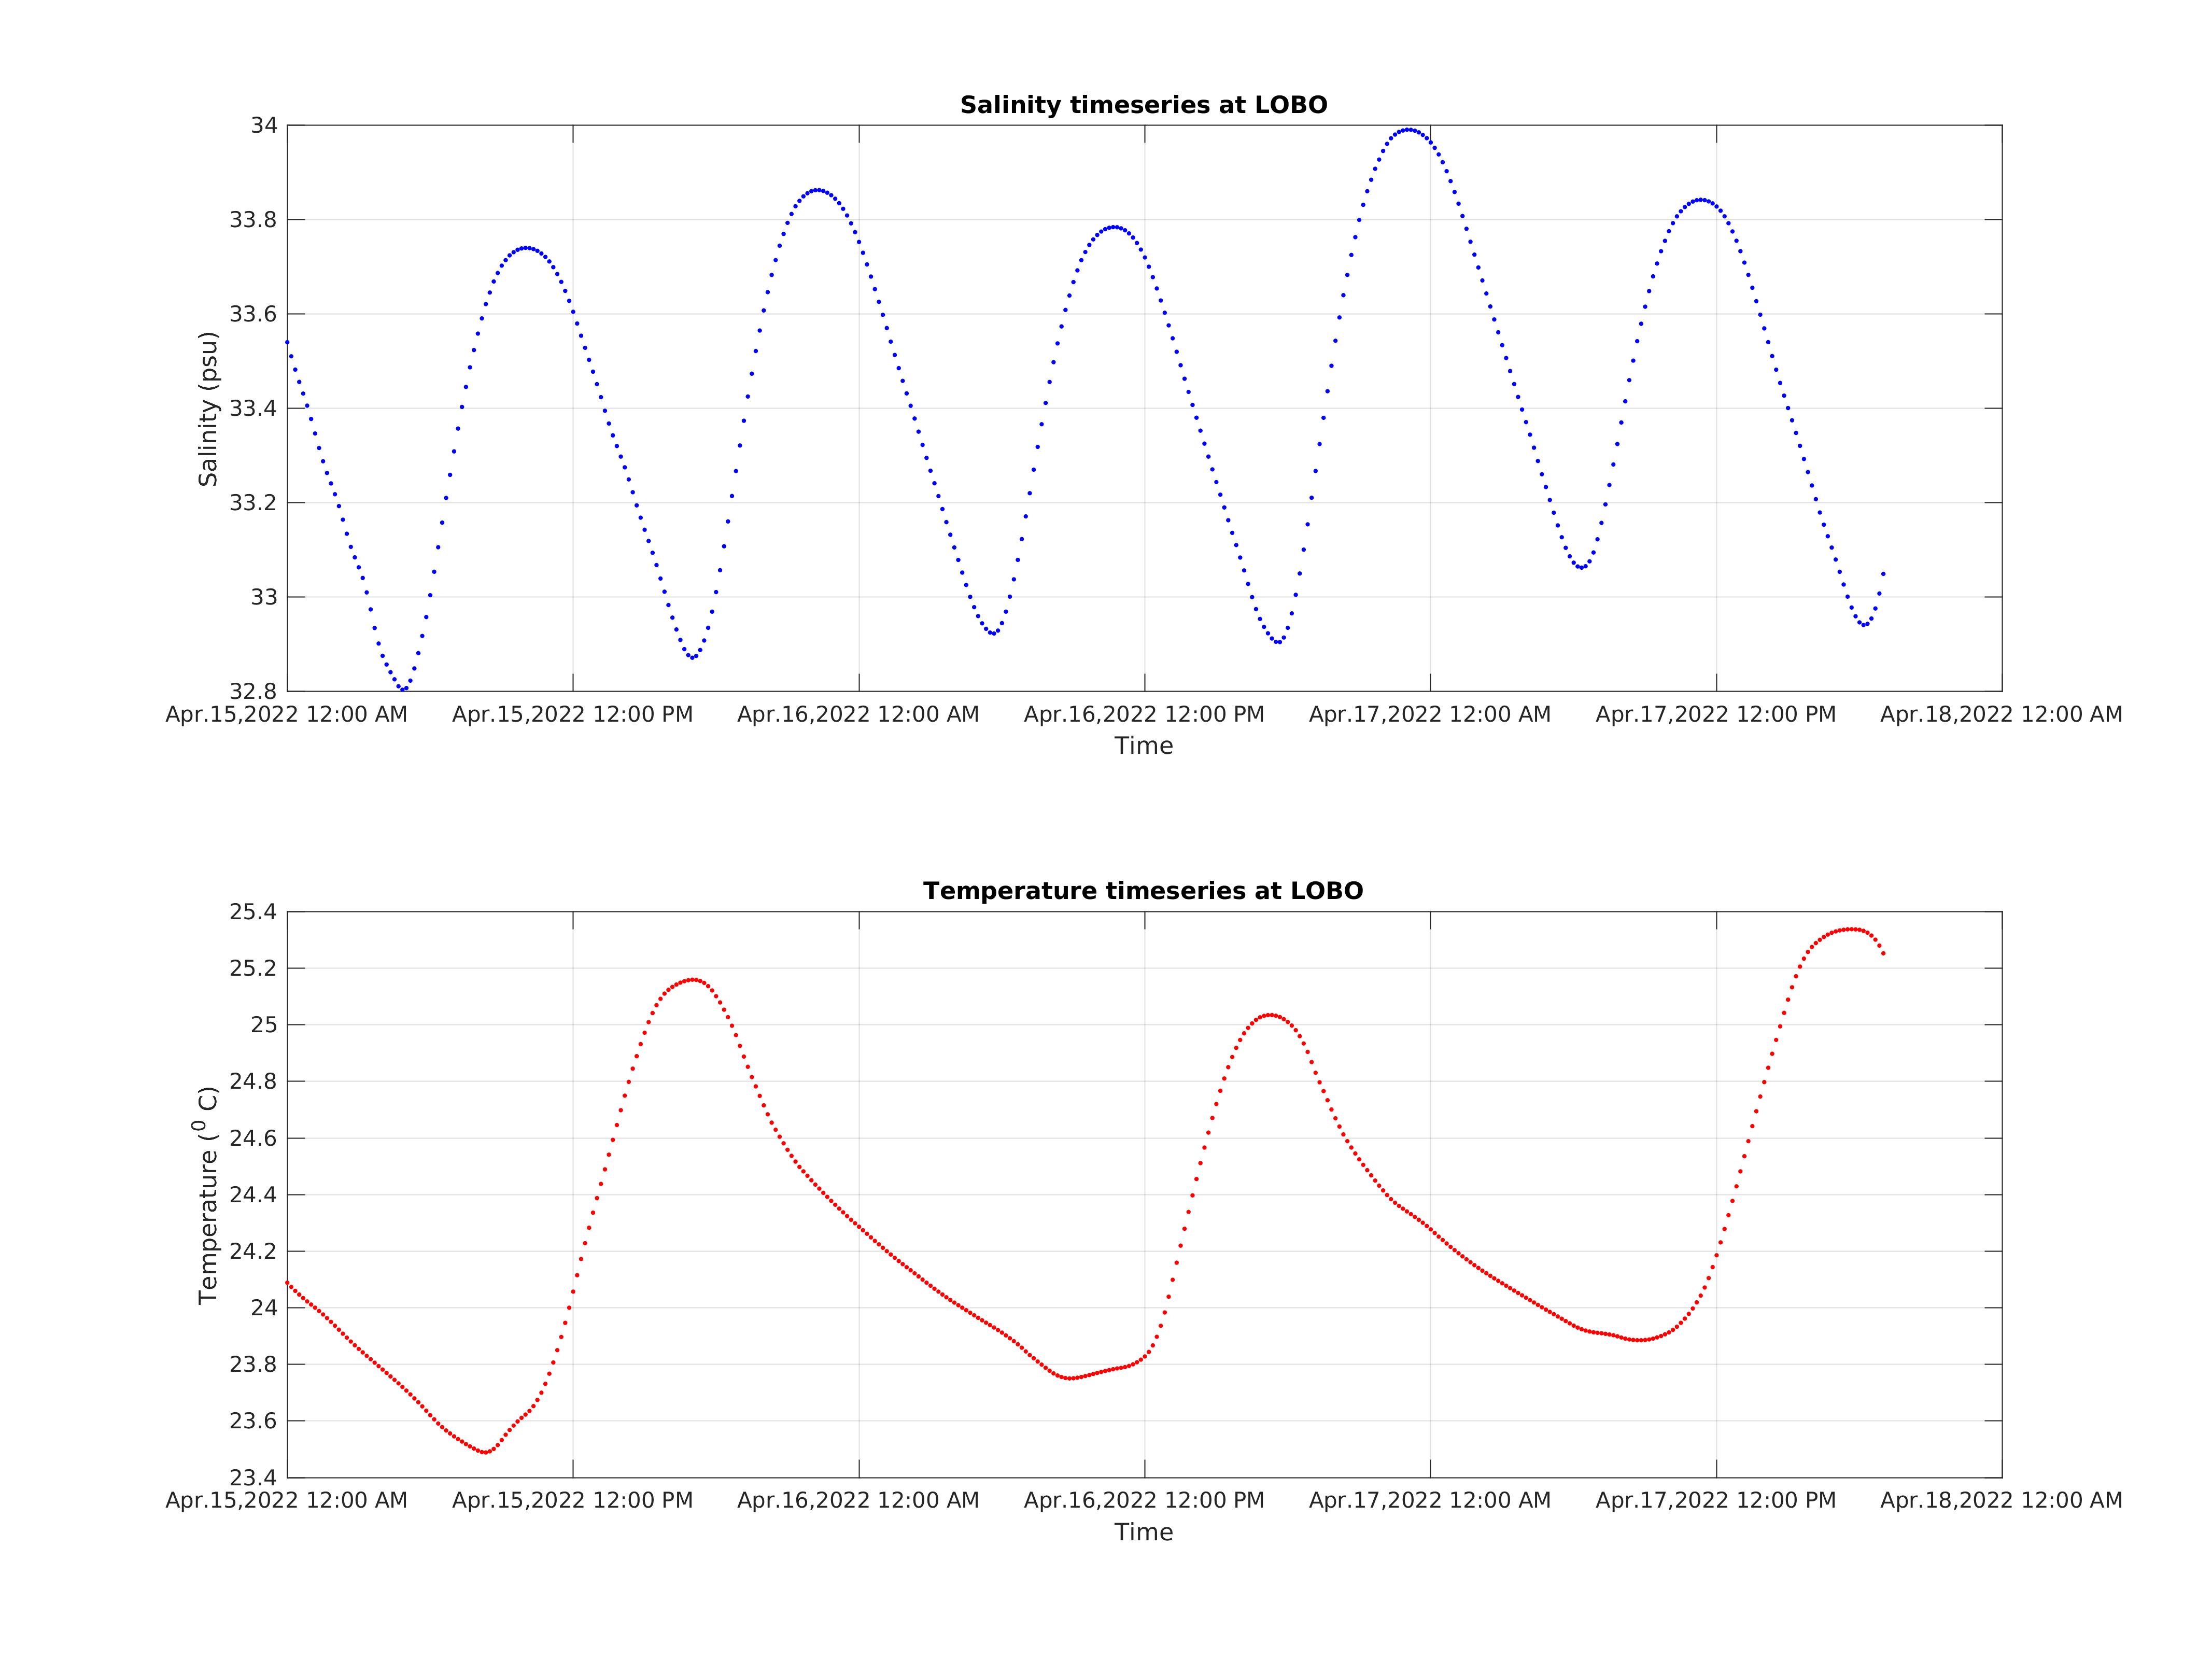 Salinity timeseries at LOBO
34
33.8
33.6
33.4
33.2
33
32.8
Salinity (psu)
Apr.15,2022 12:00 AM Apr.15,2022 12:00 PM Apr.16,2022 12:00 AM Apr.16,2022 12:00 PM Apr.17,2022 12:00 AM Apr.17,2022 12:00 PM Apr.18,2022 12:00 AM
Time
Temperature timeseries at LOBO
25.4
25.2
25
24.8
24.6
24.4
24.2
24
23.8
23.6
23.4
Temperature (⁰ C)
Apr.15,2022 12:00 AM Apr.15,2022 12:00 PM Apr.16,2022 12:00 AM Apr.16,2022 12:00 PM Apr.17,2022 12:00 AM Apr.17,2022 12:00 PM Apr.18,2022 12:00 AM
Time